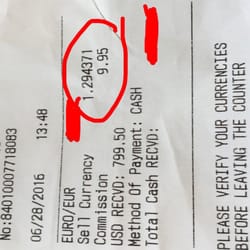 No:84010007718083
06/28/2016 13:48
EURO/EUR
Sell Currency 1.294371
Commission 9.95
USD RECVD: 799.50
Method Of Payment: CASH
Total Cash RECVD:
PLEASE VERIFY YOUR CURRENCIES
BEFORE LEAVING THE COUNTER